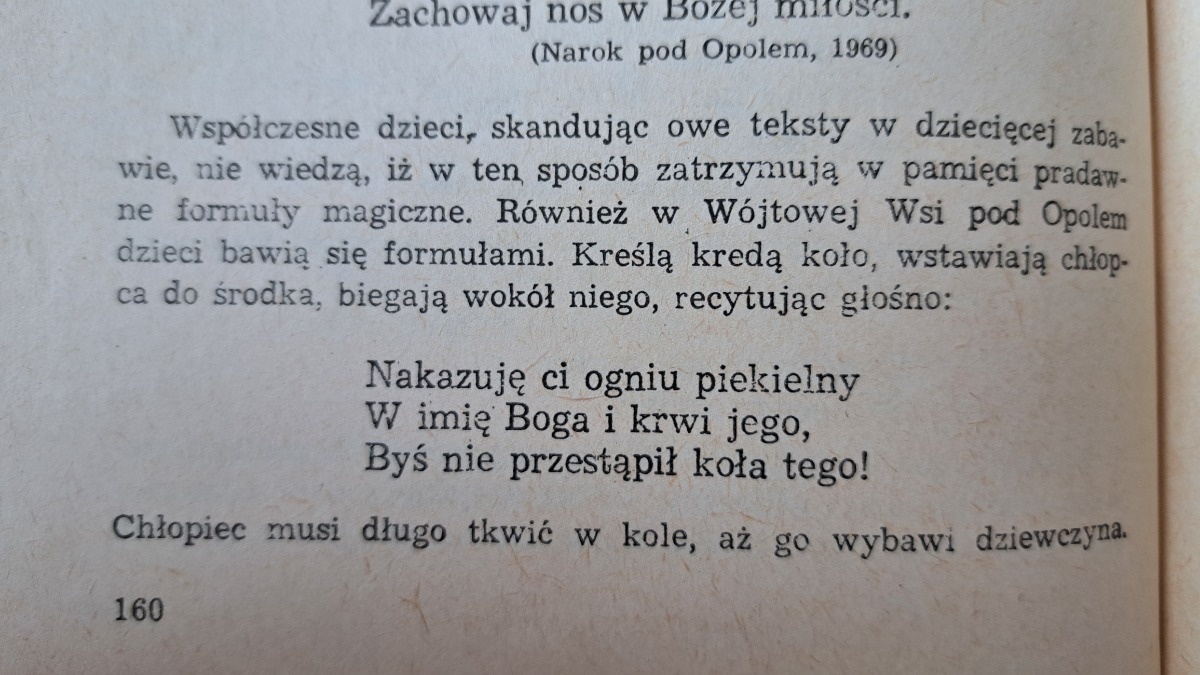 Zachowaj nos w Bożej miłości.
(Narok pod Opolem, 1969)
Współczesne dzieci, skandując owe teksty w dziecięcej zaba-
wie, nie wiedzą, iż w ten sposób zatrzymują w pamięci pradaw-
ne formuły magiczne. Również w Wójtowej Wsi pod Opolem
dzieci bawią się formułami. Kreślą kredą koło, wstawiają chłop-
ca do środka, biegają wokół niego, recytując głośno:
Nakazuję ci ogniu piekielny
W imię Boga i krwi jego,
Byś nie przestąpił koła tego!
Chłopiec musi długo tkwić w kole, aż go wybawi dziewczyna.
160